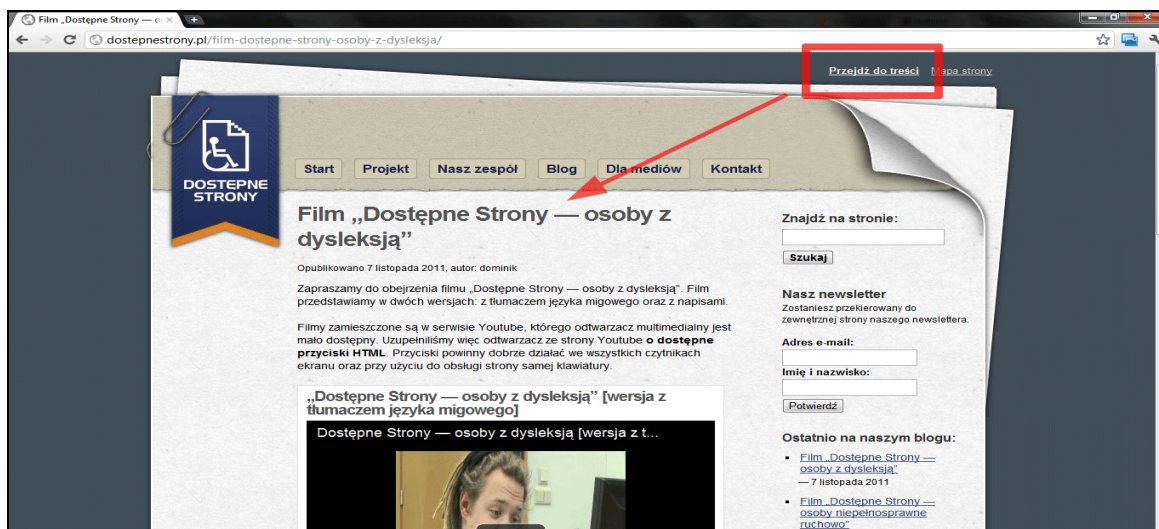 Film „Dostępne Strony — o
dostepnestrony.pl/film-dostepne-strony-osoby-z-dysleksja/
Przejdź do treści Mapa strony
DOSTEPNE
STRONY
Start Projekt Nasz zespół Blog Dla mediów Kontakt
Film „Dostępne Strony — osoby z
dysleksją”
Opublikowano 7 listopada 2011, autor: dominik
Zapraszamy do obejrzenia filmu „Dostępne Strony — osoby z dysleksją”. Film
przedstawiamy w dwóch wersjach: z tłumaczem języka migowego oraz z napisami.
Filmy zamieszczone są w serwisie Youtube, którego odtwarzacz multimedialny jest
mało dostępny. Uzupełniliśmy więc odtwarzacz ze strony Youtube o dostępne
przyciski HTML. Przyciski powinny dobrze działać we wszystkich czytnikach
ekranu oraz przy użyciu do obsługi strony samej klawiatury.
„Dostępne Strony — osoby z dysleksją” [wersja z
tłumaczem języka migowego]
Dostępne Strony — osoby z dysleksją [wersja z t...
Znajdź na stronie:
Szukaj
Nasz newsletter
Zostaniesz przekierowany do
zewnętrznej strony naszego newslettera.
Adres e-mail:
Imię i nazwisko:
Potwierdź
Ostatnio na naszym blogu:
Film „Dostępne Strony —
osoby z dysleksją”
— 7 listopada 2011
Film „Dostępne Strony —
osoby niepełnosprawne
ruchowo”